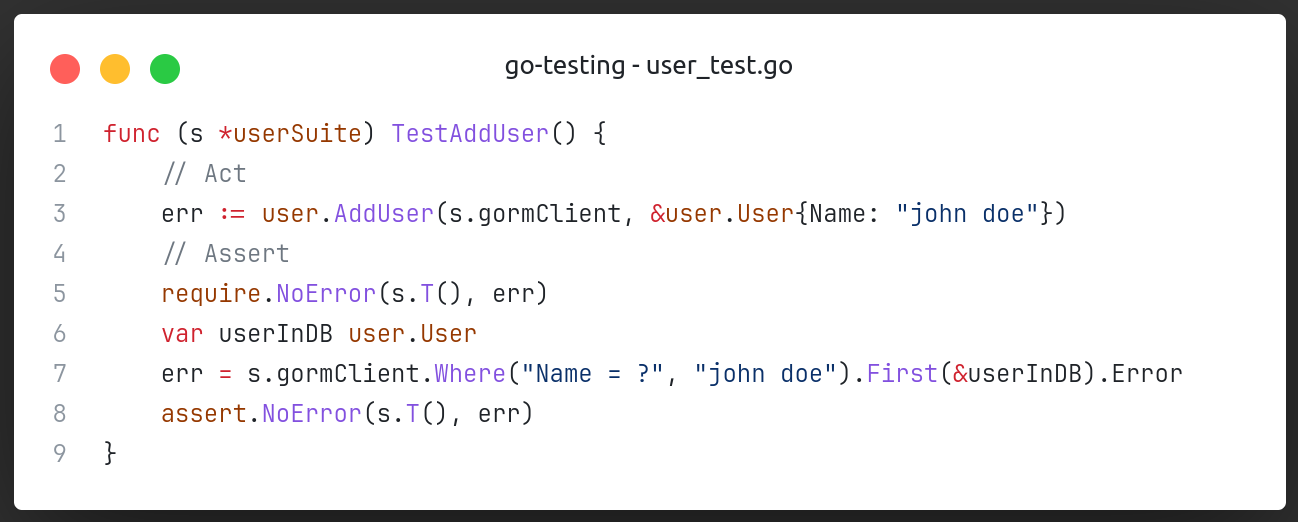 go-testing - user_test.go
1 func (s *userSuite) TestAddUser() {
2     // Act
3     err := user.AddUser(s.gormClient, &user.User{Name: "john doe"})
4     // Assert
5     require.NoError(s.T(), err)
6     var userInDB user.User
7     err = s.gormClient.Where("Name = ?", "john doe").First(&userInDB).Error
8     assert.NoError(s.T(), err)
9 }